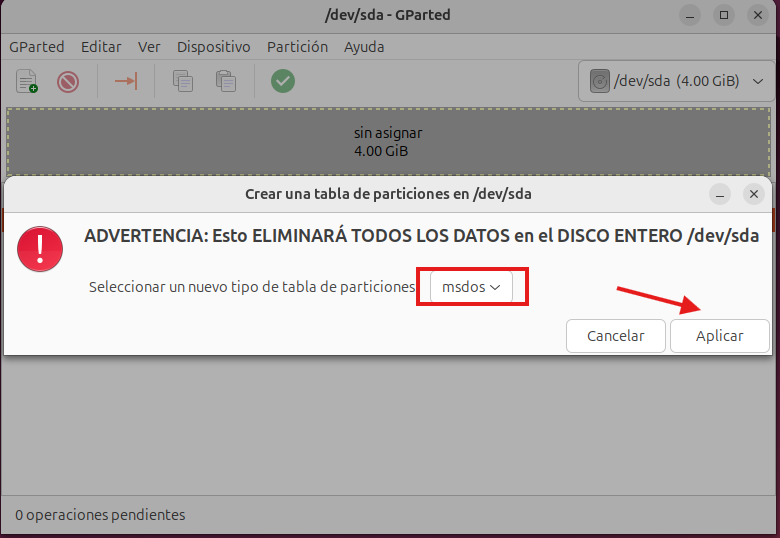 /dev/sda - GParted
GParted Editar Ver Dispositivo Partición Ayuda
/dev/sda (4.00 GiB)
sin asignar
4.00 GiB
Crear una tabla de particiones en /dev/sda
ADVERTENCIA: Esto ELIMINARÁ TODOS LOS DATOS en el DISCO ENTERO /dev/sda
Seleccionar un nuevo tipo de tabla de particiones msdos
Cancelar Aplicar
0 operaciones pendientes